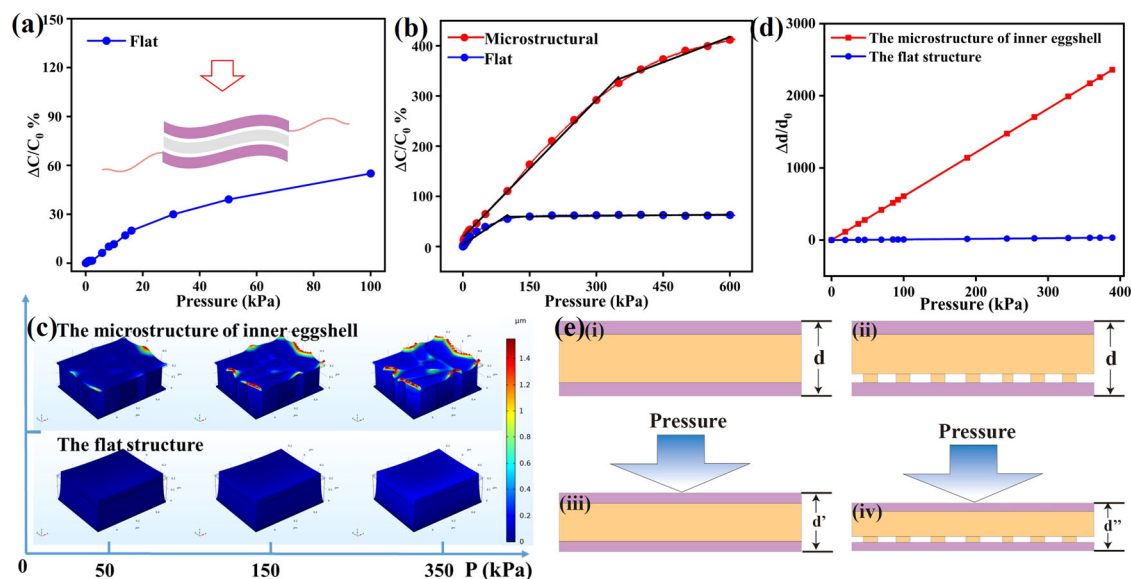 (a)
150
120
90
60
30
0
ΔC/C0 %
Flat
0 20 40 60 80 100
Pressure (kPa)
(b)
400
300
200
100
0
ΔC/C0 %
Microstructural
Flat
0 150 300 450 600
Pressure (kPa)
(d)
3000
2000
1000
0
Δd/d0
The microstructure of inner eggshell
The flat structure
0 100 200 300 400
Pressure (kPa)
(c)
The microstructure of inner eggshell
The flat structure
μm
1.4
1.2
1
0.8
0.6
0.4
0.2
0
0 50 150 350 P (kPa)
(e)
(i)
d
(ii)
d
Pressure
Pressure
(iii)
d'
(iv)
d''